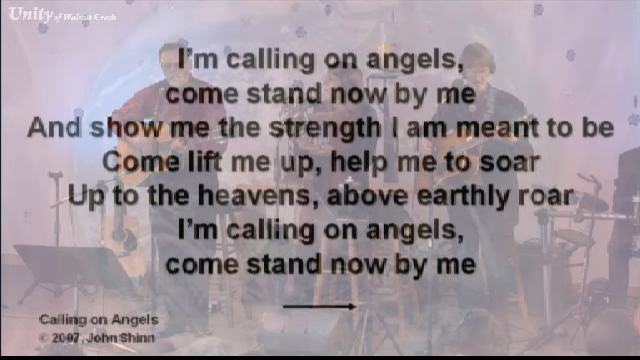 Unity of Walnut Creek
I'm calling on angels,
come stand now by me
And show me the strength I am meant to be
Come lift me up, help me to soar
Up to the heavens, above earthly roar
I'm calling on angels,
come stand now by me
Calling on Angels
© 2007, John Shinn